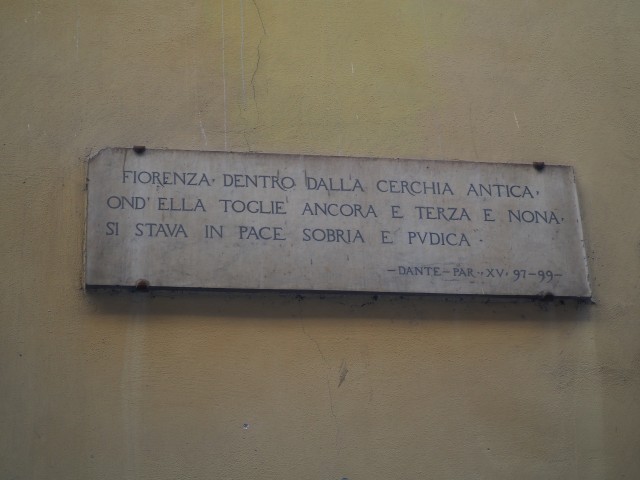 FIORENZA· DENTRO DALLA CERCHIA ANTICA,
OND' ELLA TOGLIE ANCORA E TERZA E NONA,
SI STAVA IN PACE SOBRIA E PVDICA ·
—DANTE—PAR., XV, 97—99—